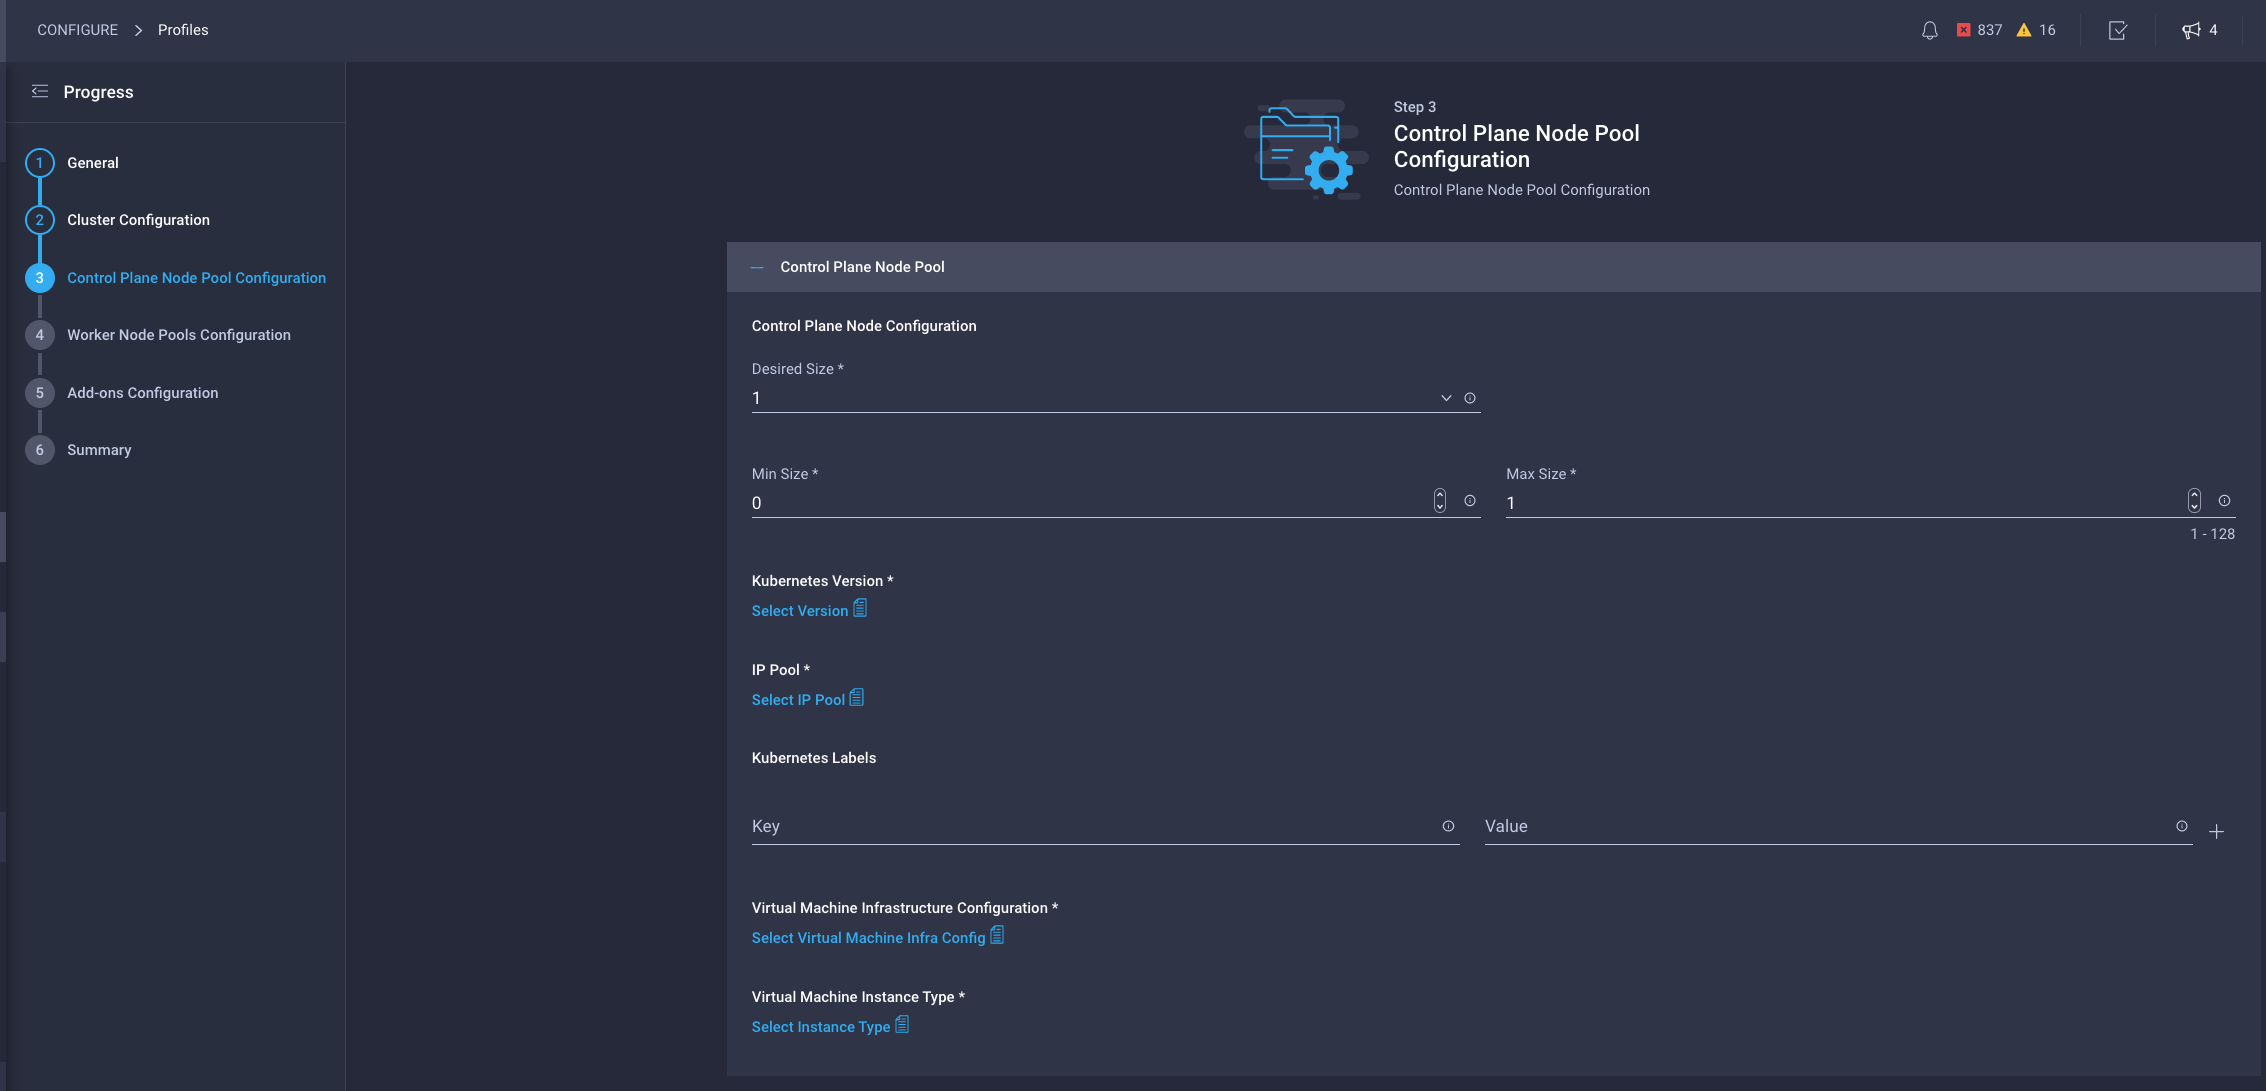 CONFIGURE > Profiles
837
16
4
Progress
1 General
2 Cluster Configuration
3 Control Plane Node Pool Configuration
4 Worker Node Pools Configuration
5 Add-ons Configuration
6 Summary
Step 3
Control Plane Node Pool
Configuration
Control Plane Node Pool Configuration
Control Plane Node Pool
Control Plane Node Configuration
Desired Size *
1
Min Size *
0
Max Size *
1
1 - 128
Kubernetes Version *
Select Version
IP Pool *
Select IP Pool
Kubernetes Labels
Key
Value
Virtual Machine Infrastructure Configuration *
Select Virtual Machine Infra Config
Virtual Machine Instance Type *
Select Instance Type